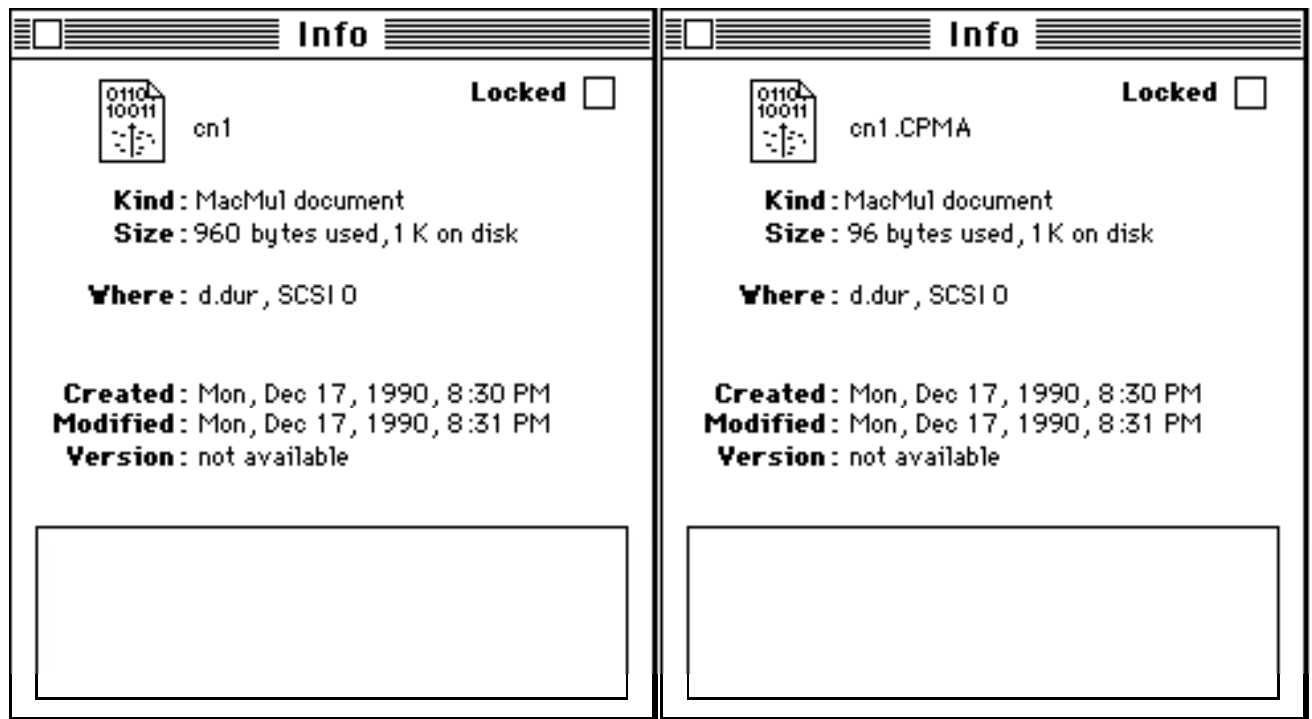 Info
Locked
0110
10011
cn1
Kind: MacMul document
Size: 960 bytes used, 1 K on disk
Where: d.dur, SCSI 0
Created: Mon, Dec 17, 1990, 8:30 PM
Modified: Mon, Dec 17, 1990, 8:31 PM
Version: not available
Info
Locked
0110
10011
cn1.CPMA
Kind: MacMul document
Size: 96 bytes used, 1K on disk
Where: d.dur, SCSI 0
Created: Mon, Dec 17, 1990, 8:30 PM
Modified: Mon, Dec 17, 1990, 8:31 PM
Version: not available